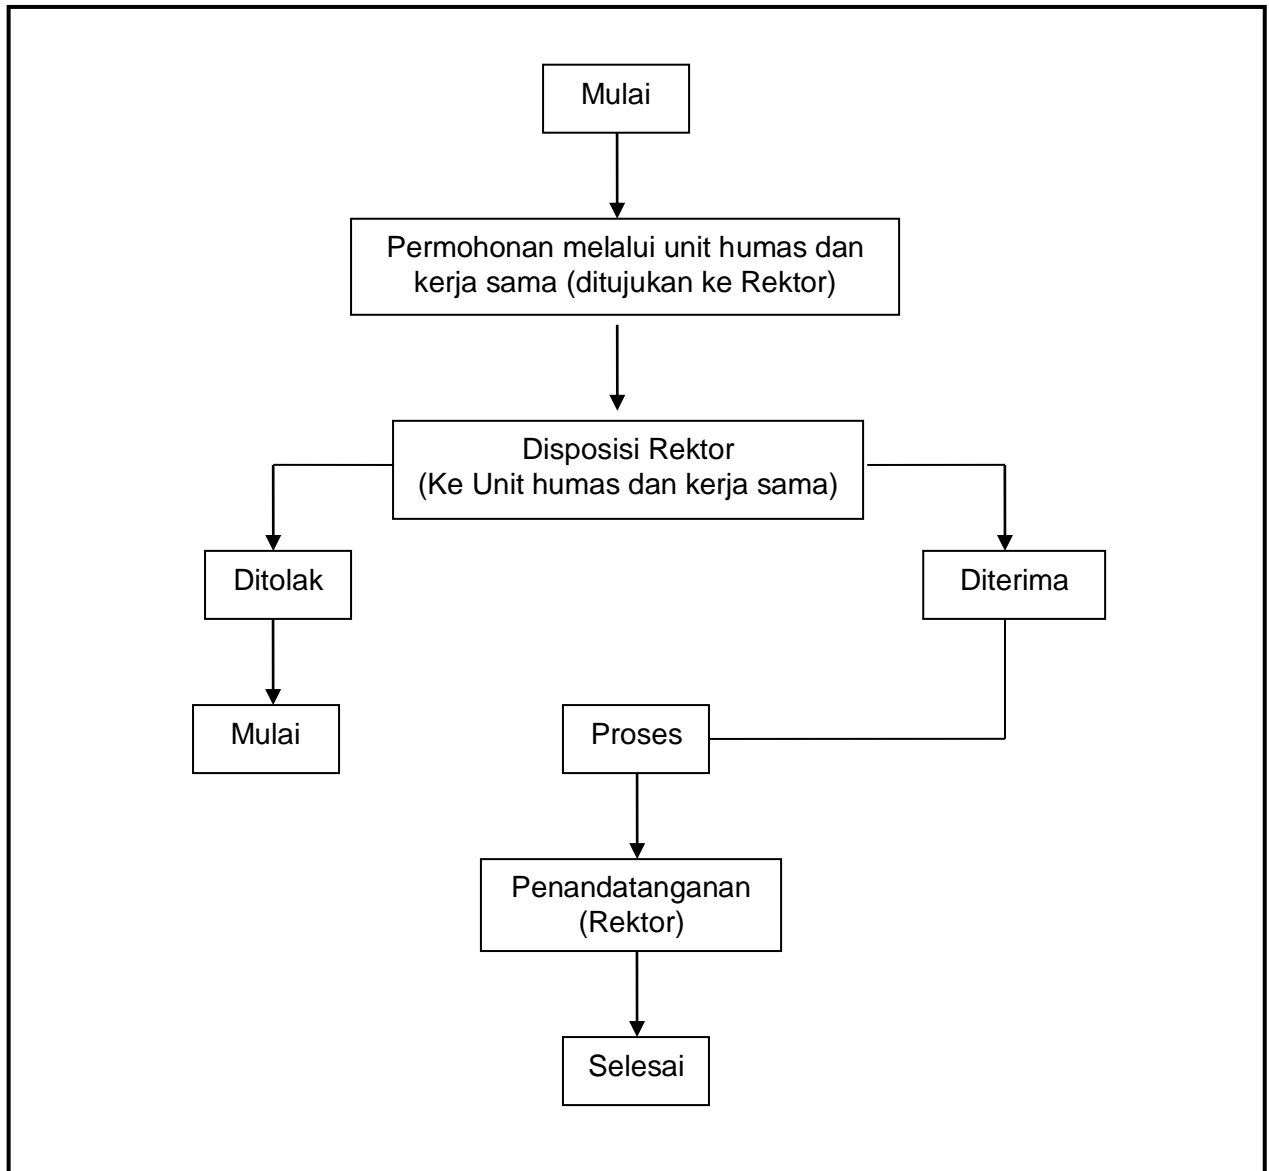 Mulai
Permohonan melalui unit humas dan
kerja sama (ditujukan ke Rektor)
Disposisi Rektor
(Ke Unit humas dan kerja sama)
Ditolak
Diterima
Mulai
Proses
Penandatanganan
(Rektor)
Selesai